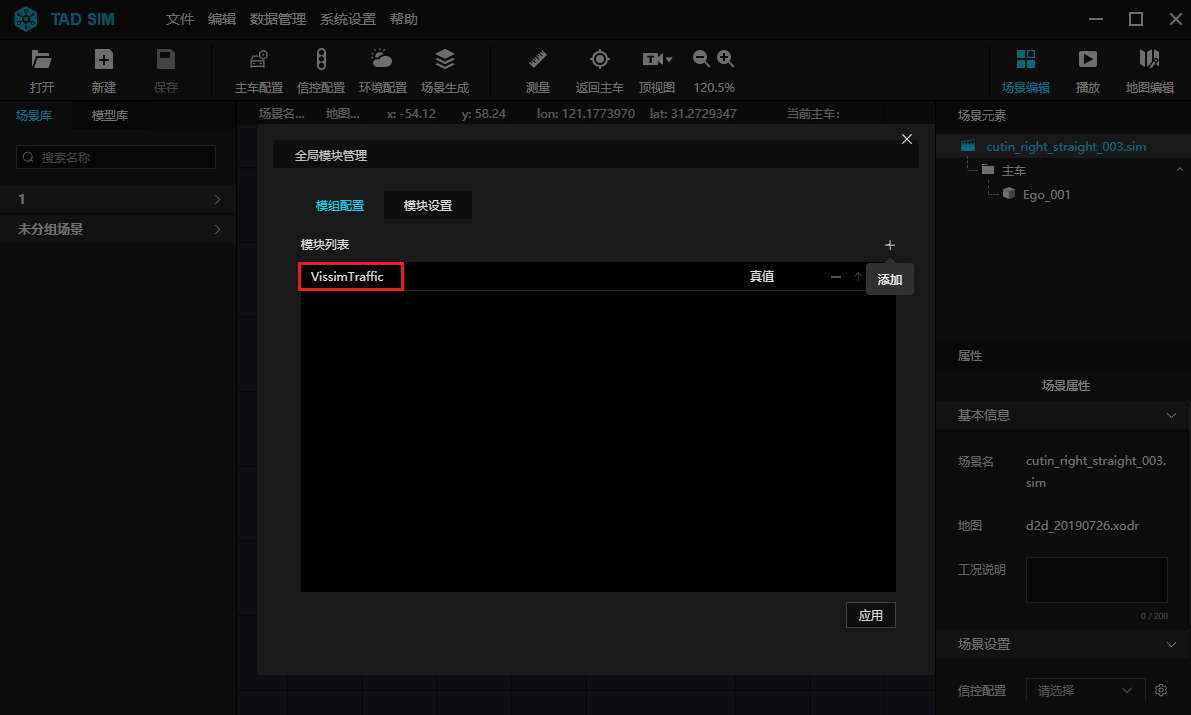 TAD SIM 文件 编辑 数据管理 系统设置 帮助
打开 新建 保存 主车配置 信控配置 环境配置 场景生成 测量 返回主车 顶视图 120.5% 场景编辑 播放 地图编辑
场景库 模型库
场景名... 地图... x: -54.12 y: 58.24 lon: 121.1773970 lat: 31.2729347 当前主车:
搜索名称
1
未分组场景
全局模块管理
模组配置 模块设置
模块列表
VissimTraffic 真值
添加
应用
场景元素
cutin_right_straight_003.sim
主车
Ego_001
属性
场景属性
基本信息
场景名 cutin_right_straight_003.
sim
地图 d2d_20190726.xodr
工况说明
0 / 200
场景设置
信控配置 请选择